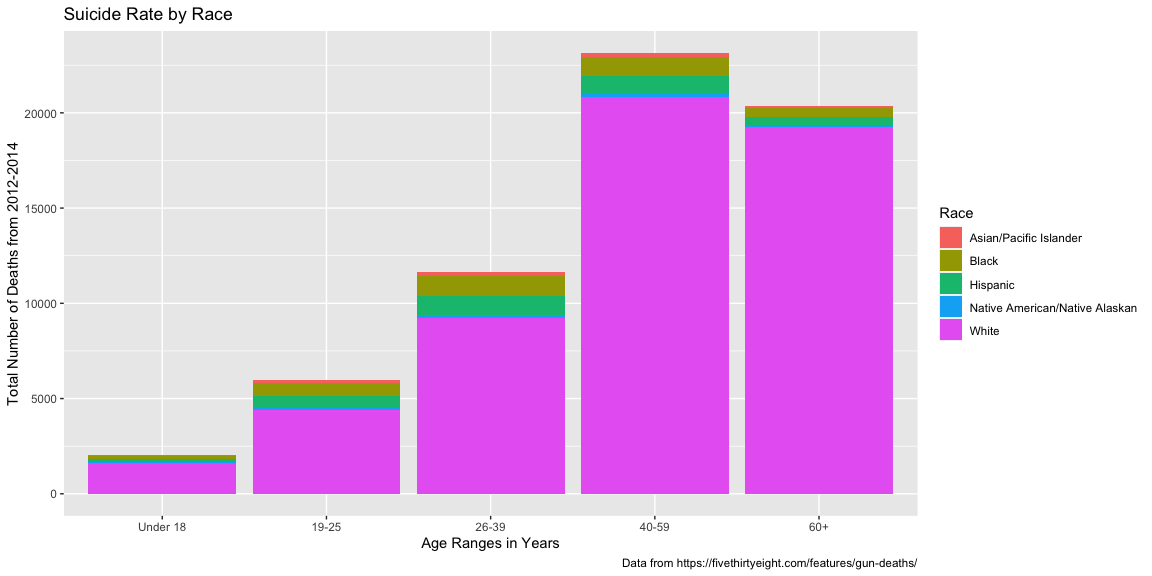 Suicide Rate by Race
Total Number of Deaths from 2012-2014
20000
15000
10000
5000
0
Under 18
19-25
26-39
40-59
60+
Age Ranges in Years
Race
Asian/Pacific Islander
Black
Hispanic
Native American/Native Alaskan
White
Data from https://fivethirtyeight.com/features/gun-deaths/